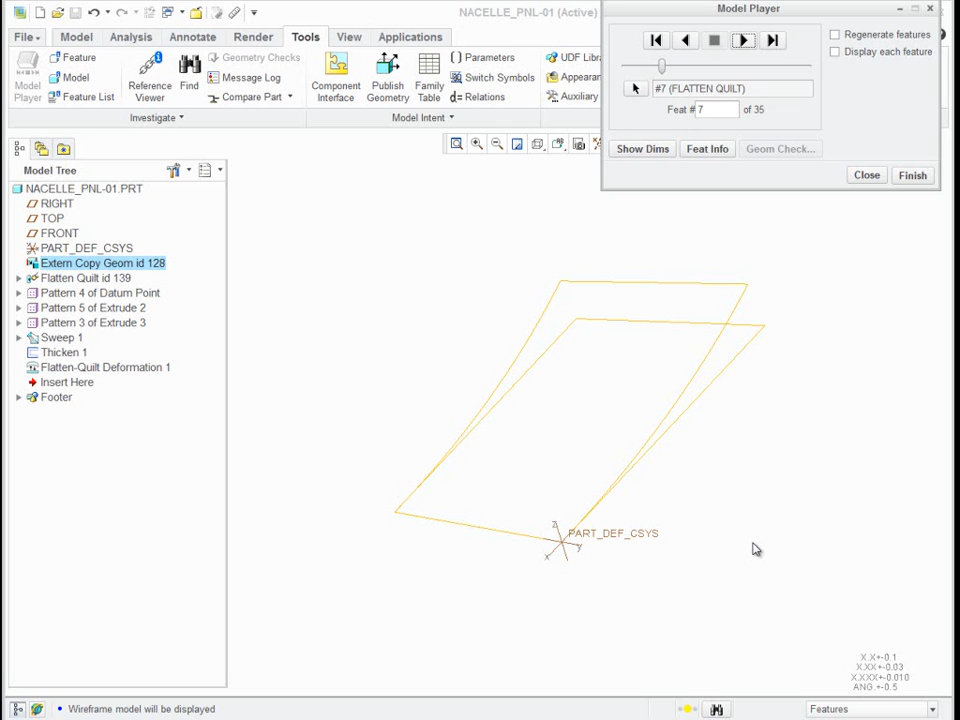 NACELLE_PNL-01 (Active)
Model Player
File
Model
Analysis
Annotate
Render
Tools
View
Applications
Regenerate features
Display each feature
Feature
Model
Feature List
Model Player
Reference Viewer
Find
Geometry Checks
Message Log
Compare Part
Component Interface
Publish Geometry
Family Table
Parameters
Switch Symbols
Relations
UDF Libra
Appearan
Auxiliary
Investigate
Model Intent
#7 (FLATTEN QUILT)
Feat # 7 of 35
Show Dims
Feat Info
Geom Check...
Close
Finish
Model Tree
NACELLE_PNL-01.PRT
RIGHT
TOP
FRONT
PART_DEF_CSYS
Extern Copy Geom id 128
Flatten Quilt id 139
Pattern 4 of Datum Point
Pattern 5 of Extrude 2
Pattern 3 of Extrude 3
Sweep 1
Thicken 1
Flatten-Quilt Deformation 1
Insert Here
Footer
Z
PART_DEF_CSYS
Y
X
X.X+-0.1
X.XX+-0.03
X.XXX+-0.010
ANG.+-0.5
Wireframe model will be displayed
Features